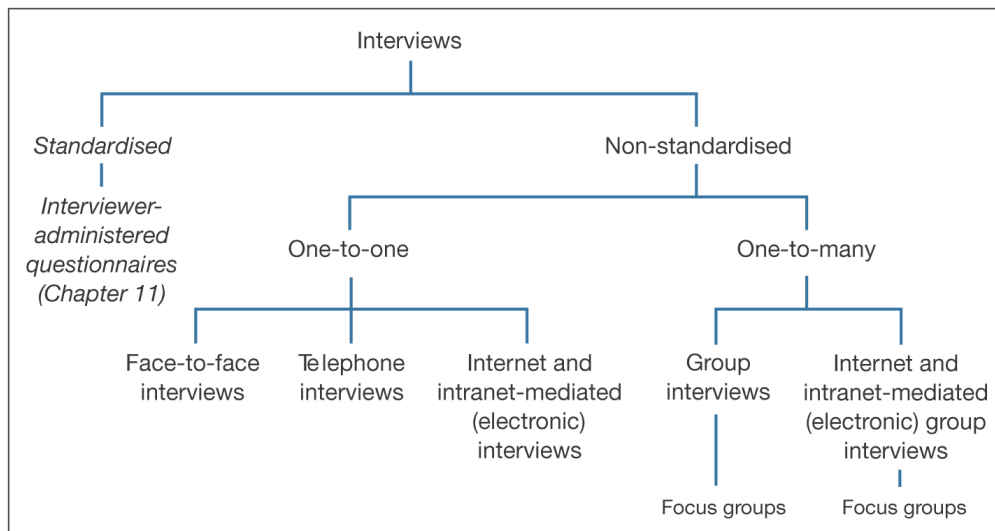 Interviews
Standardised
Non-standardised
Interviewer-
administered
questionnaires
(Chapter 11)
One-to-one
One-to-many
Face-to-face
interviews
Telephone
interviews
Internet and
intranet-mediated
(electronic)
interviews
Group
interviews
Internet and
intranet-mediated
(electronic) group
interviews
Focus groups
Focus groups